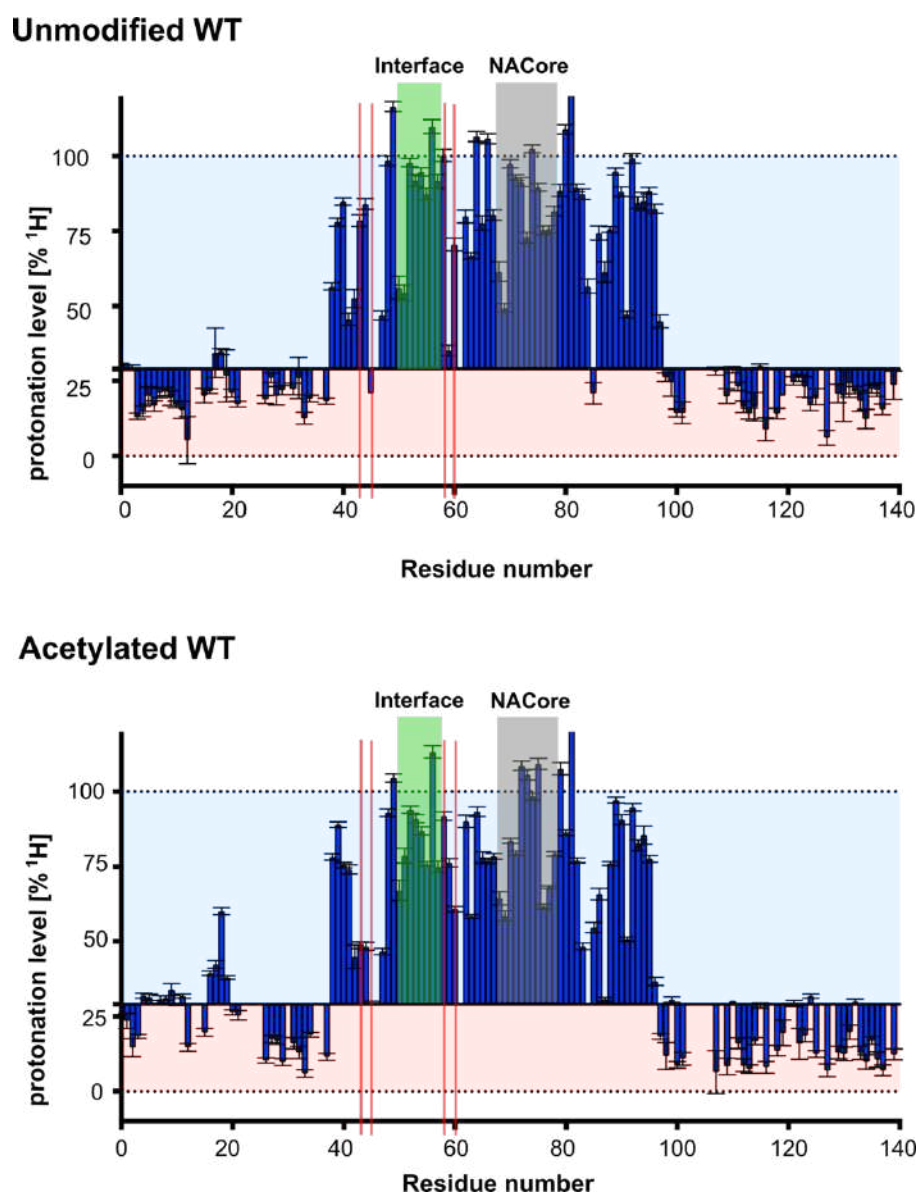 Unmodified WT
Interface NACore
protonation level [% ¹H]
100
75
50
25
0
0 20 40 60 80 100 120 140
Residue number
Acetylated WT
Interface NACore
protonation level [% ¹H]
100
75
50
25
0
0 20 40 60 80 100 120 140
Residue number